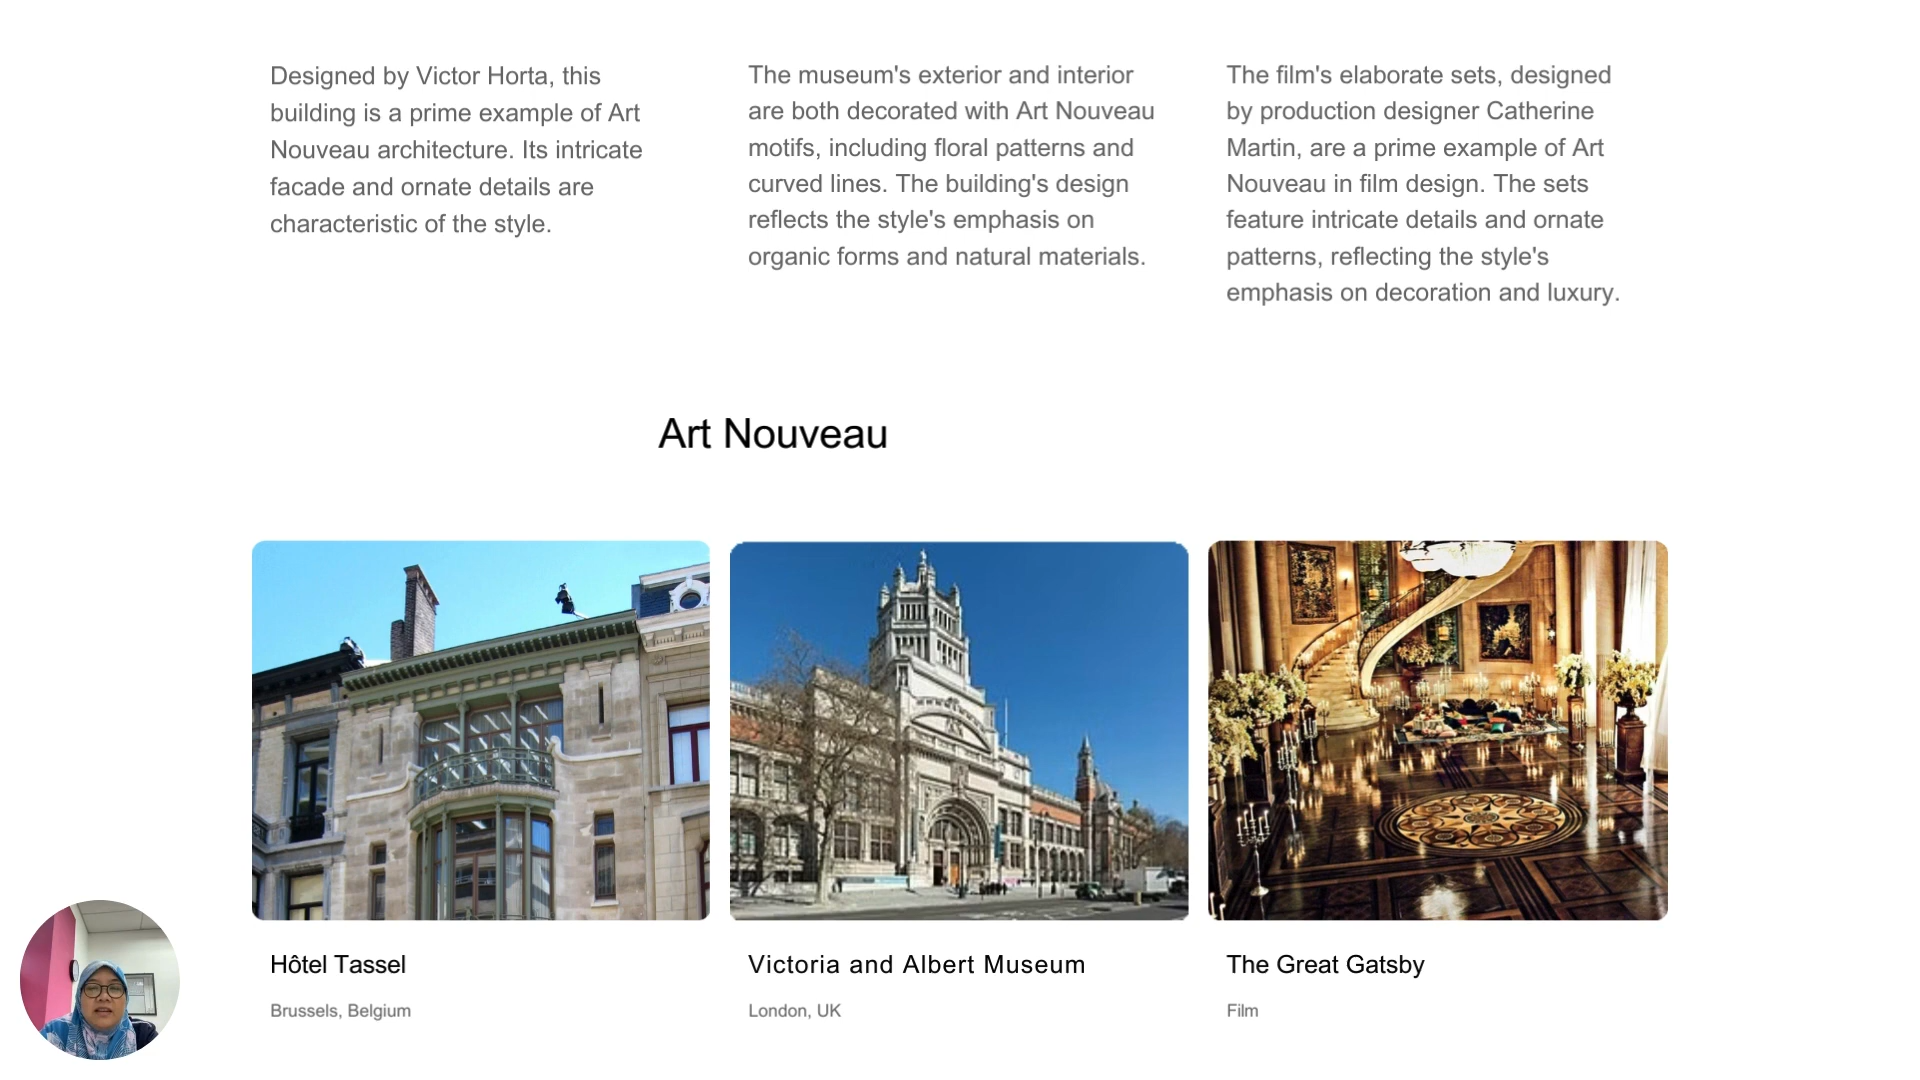 Designed by Victor Horta, this
building is a prime example of Art
Nouveau architecture. Its intricate
facade and ornate details are
characteristic of the style.
The museum's exterior and interior
are both decorated with Art Nouveau
motifs, including floral patterns and
curved lines. The building's design
reflects the style's emphasis on
organic forms and natural materials.
The film's elaborate sets, designed
by production designer Catherine
Martin, are a prime example of Art
Nouveau in film design. The sets
feature intricate details and ornate
patterns, reflecting the style's
emphasis on decoration and luxury.
Art Nouveau
Hôtel Tassel
Brussels, Belgium
Victoria and Albert Museum
London, UK
The Great Gatsby
Film